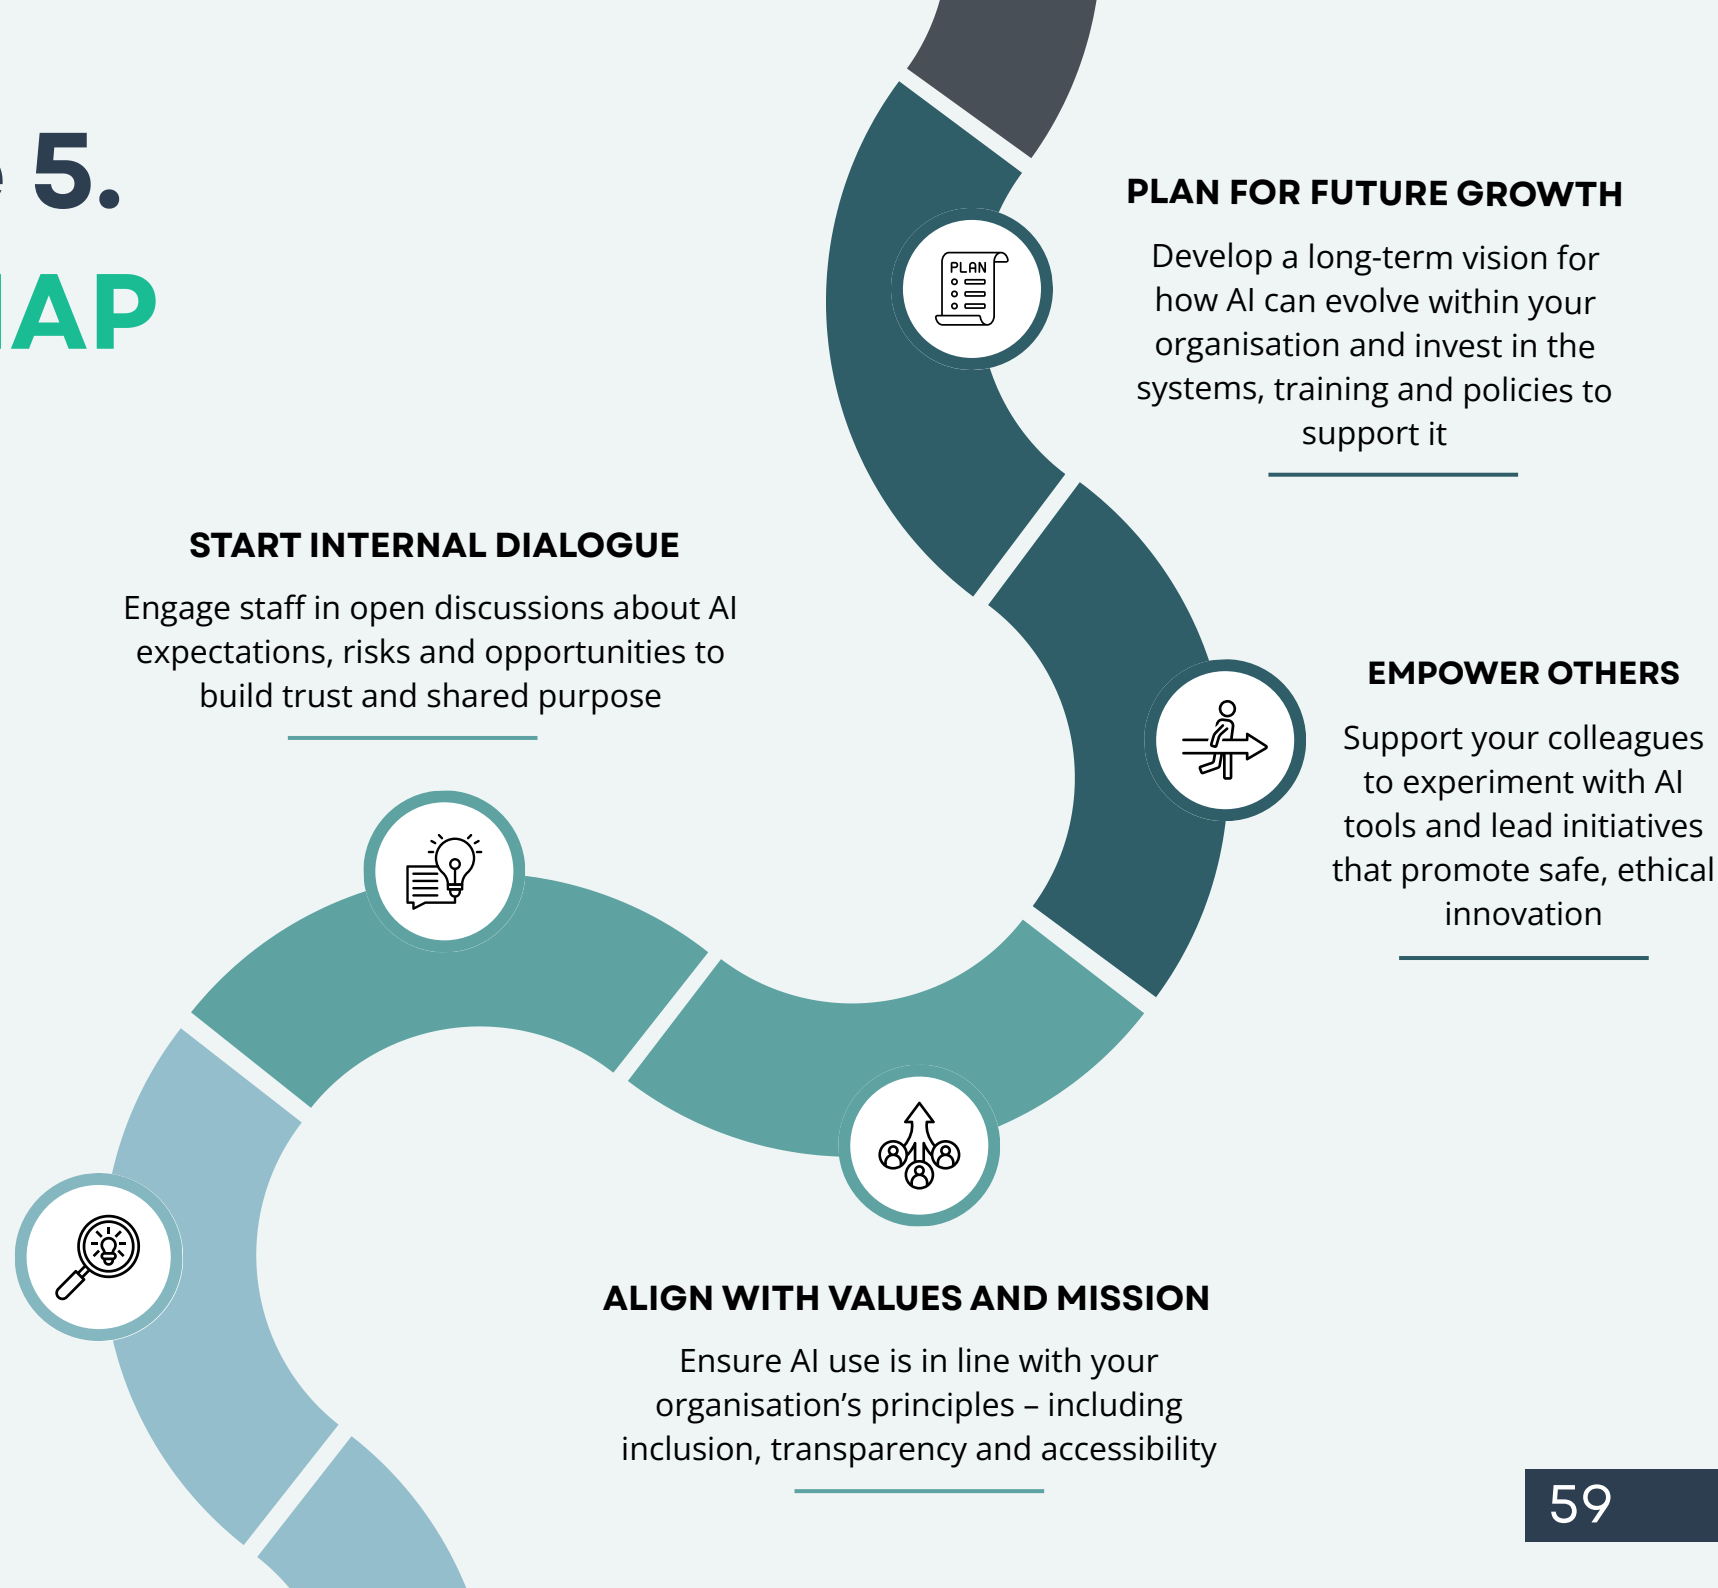 5.
PLAN FOR FUTURE GROWTH
PLAN
Develop a long-term vision for
how AI can evolve within your
organisation and invest in the
systems, training and policies to
support it
START INTERNAL DIALOGUE
Engage staff in open discussions about AI
expectations, risks and opportunities to
build trust and shared purpose
EMPOWER OTHERS
Support your colleagues
to experiment with AI
tools and lead initiatives
that promote safe, ethical
innovation
ALIGN WITH VALUES AND MISSION
Ensure AI use is in line with your
organisation’s principles – including
inclusion, transparency and accessibility
59